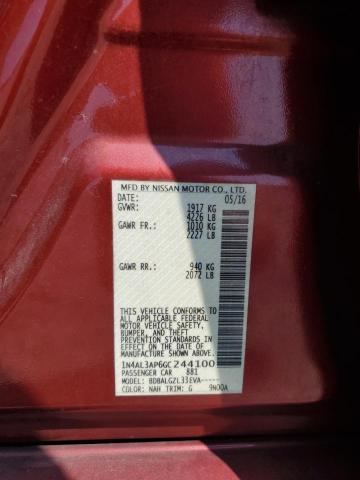 MFD BY NISSAN MOTOR CO., LTD.
DATE: 05/16
GVWR: 1917 KG
4226 LB
GAWR FR.: 1010 KG
2227 LB
GAWR RR.: 940 KG
2072 LB
THIS VEHICLE CONFORMS TO
ALL APPLICABLE FEDERAL
MOTOR VEHICLE SAFETY,
BUMPER, AND THEFT
PREVENTION STANDARDS IN
EFFECT ON THE DATE OF
MANUFACTURE SHOWN ABOVE.
1N4AL3AP6GC244100
PASSENGER CAR 881
MODEL: BDBALGZL33EVA-----
COLOR: NAH TRIM: G 9N00A